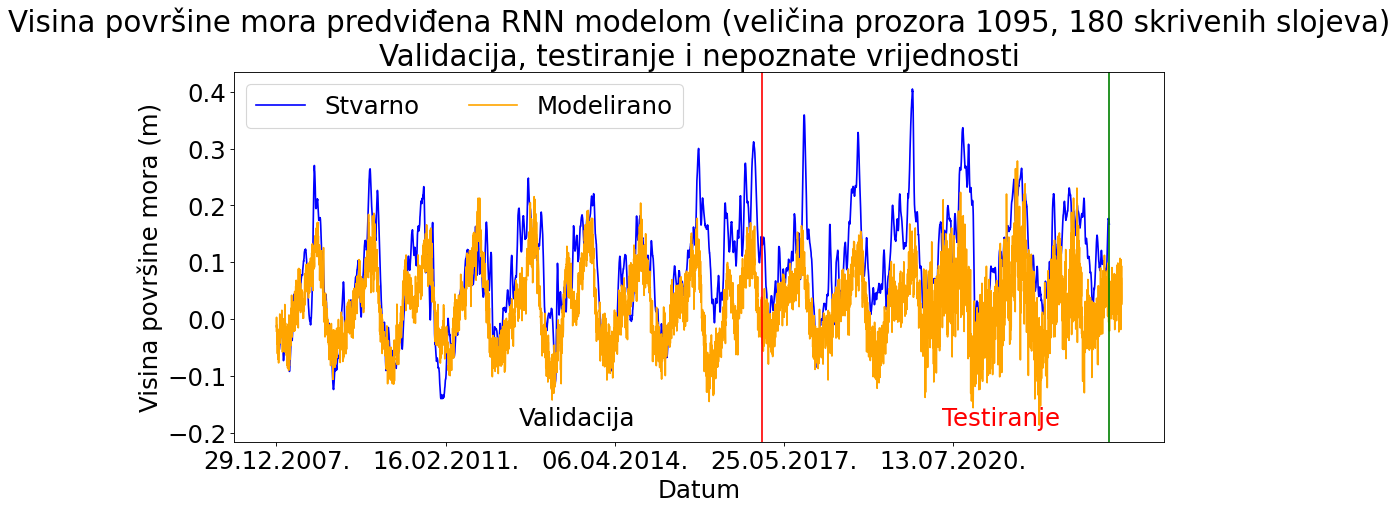 Visina površine mora predviđena RNN modelom (veličina prozora 1095, 180 skrivenih slojeva)
Validacija, testiranje i nepoznate vrijednosti
Stvarno Modelirano
Visina površine mora (m)
0.4
0.3
0.2
0.1
0.0
−0.1
−0.2
Validacija Testiranje
29.12.2007. 16.02.2011. 06.04.2014. 25.05.2017. 13.07.2020.
Datum